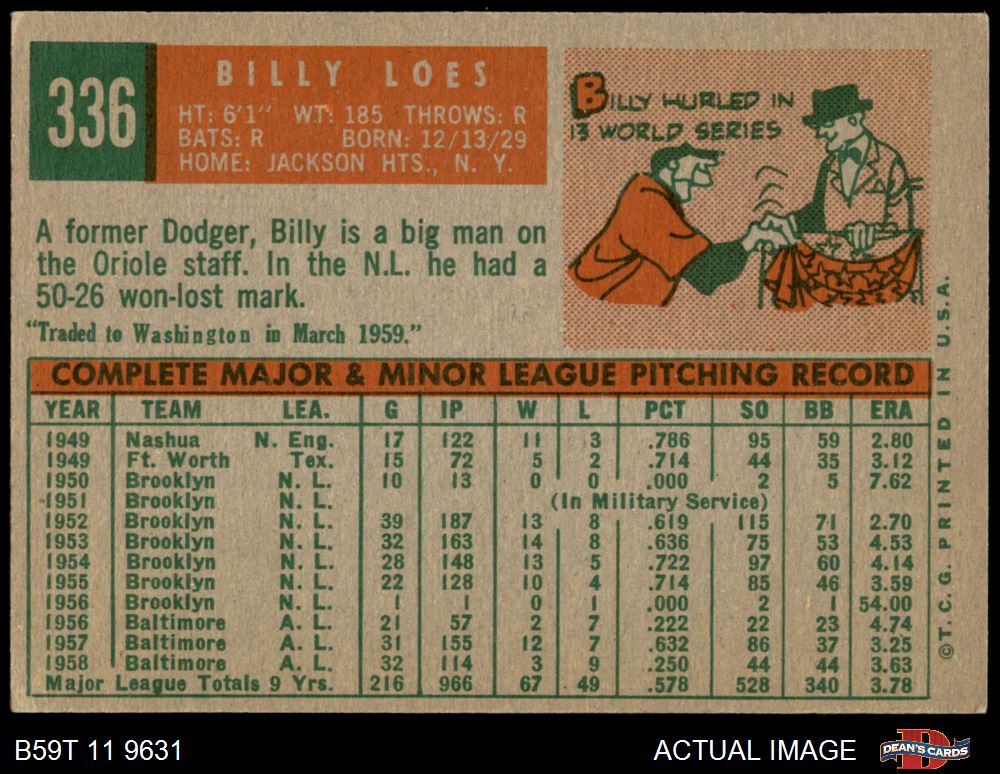 336
BILLY LOES
HT: 6'1" WT: 185 THROWS: R
BATS: R BORN: 12/13/29
HOME: JACKSON HTS., N. Y.
BILLY HURLED IN
13 WORLD SERIES
A former Dodger, Billy is a big man on
the Oriole staff. In the N.L. he had a
50-26 won-lost mark.
"Traded to Washington in March 1959."
COMPLETE MAJOR & MINOR LEAGUE PITCHING RECORD
YEAR TEAM LEA. G IP W L PCT SO BB ERA
1949 Nashua N. Eng. 17 122 11 3 .786 95 59 2.80
1949 Ft. Worth Tex. 15 72 5 2 .714 44 35 3.12
1950 Brooklyn N. L. 10 13 0 0 .000 2 5 7.62
1951 Brooklyn N. L. (In Military Service)
1952 Brooklyn N. L. 39 187 13 8 .619 115 71 2.70
1953 Brooklyn N. L. 32 163 14 8 .636 75 53 4.53
1954 Brooklyn N. L. 28 148 13 5 .722 97 60 4.14
1955 Brooklyn N. L. 22 128 10 4 .714 85 46 3.59
1956 Brooklyn N. L. 1 1 0 1 .000 2 1 54.00
1956 Baltimore A. L. 21 57 2 7 .222 22 23 4.74
1957 Baltimore A. L. 31 155 12 7 .632 86 37 3.25
1958 Baltimore A. L. 32 114 3 9 .250 44 44 3.63
Major League Totals 9 Yrs. 216 966 67 49 .578 528 340 3.78
©T. C. G. PRINTED IN U.S.A.
B59T 11 9631
ACTUAL IMAGE
DEAN'S CARDS